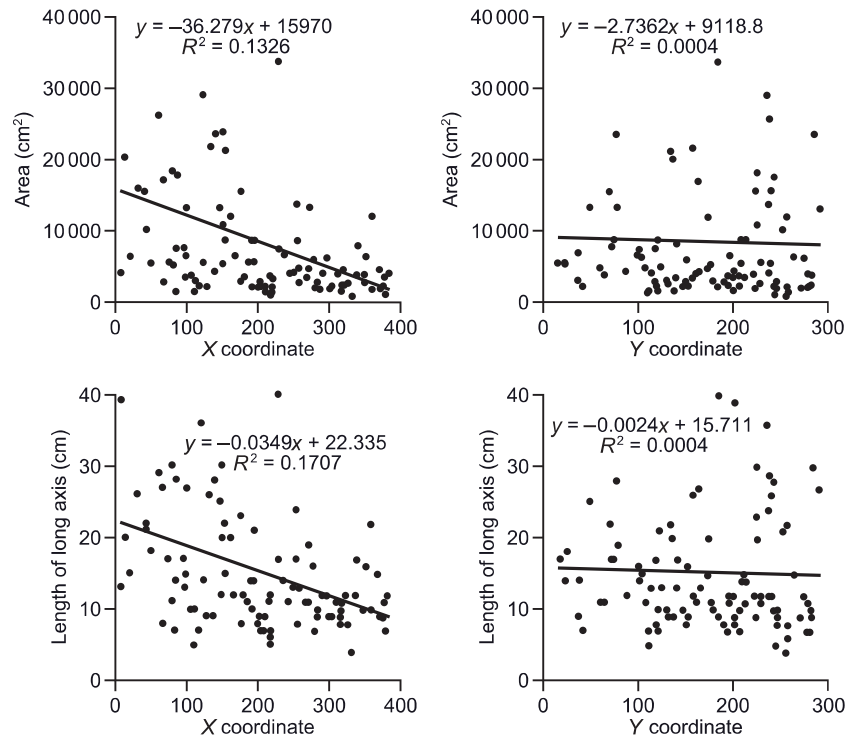 40 000
30 000
20 000
10 000
0
Area (cm²)
y = –36.279x + 15970
R² = 0.1326
0 100 200 300 400
X coordinate
40 000
30 000
20 000
10 000
0
Area (cm²)
y = –2.7362x + 9118.8
R² = 0.0004
0 100 200 300
Y coordinate
40
30
20
10
0
Length of long axis (cm)
y = –0.0349x + 22.335
R² = 0.1707
0 100 200 300 400
X coordinate
40
30
20
10
0
Length of long axis (cm)
y = –0.0024x + 15.711
R² = 0.0004
0 100 200 300
Y coordinate